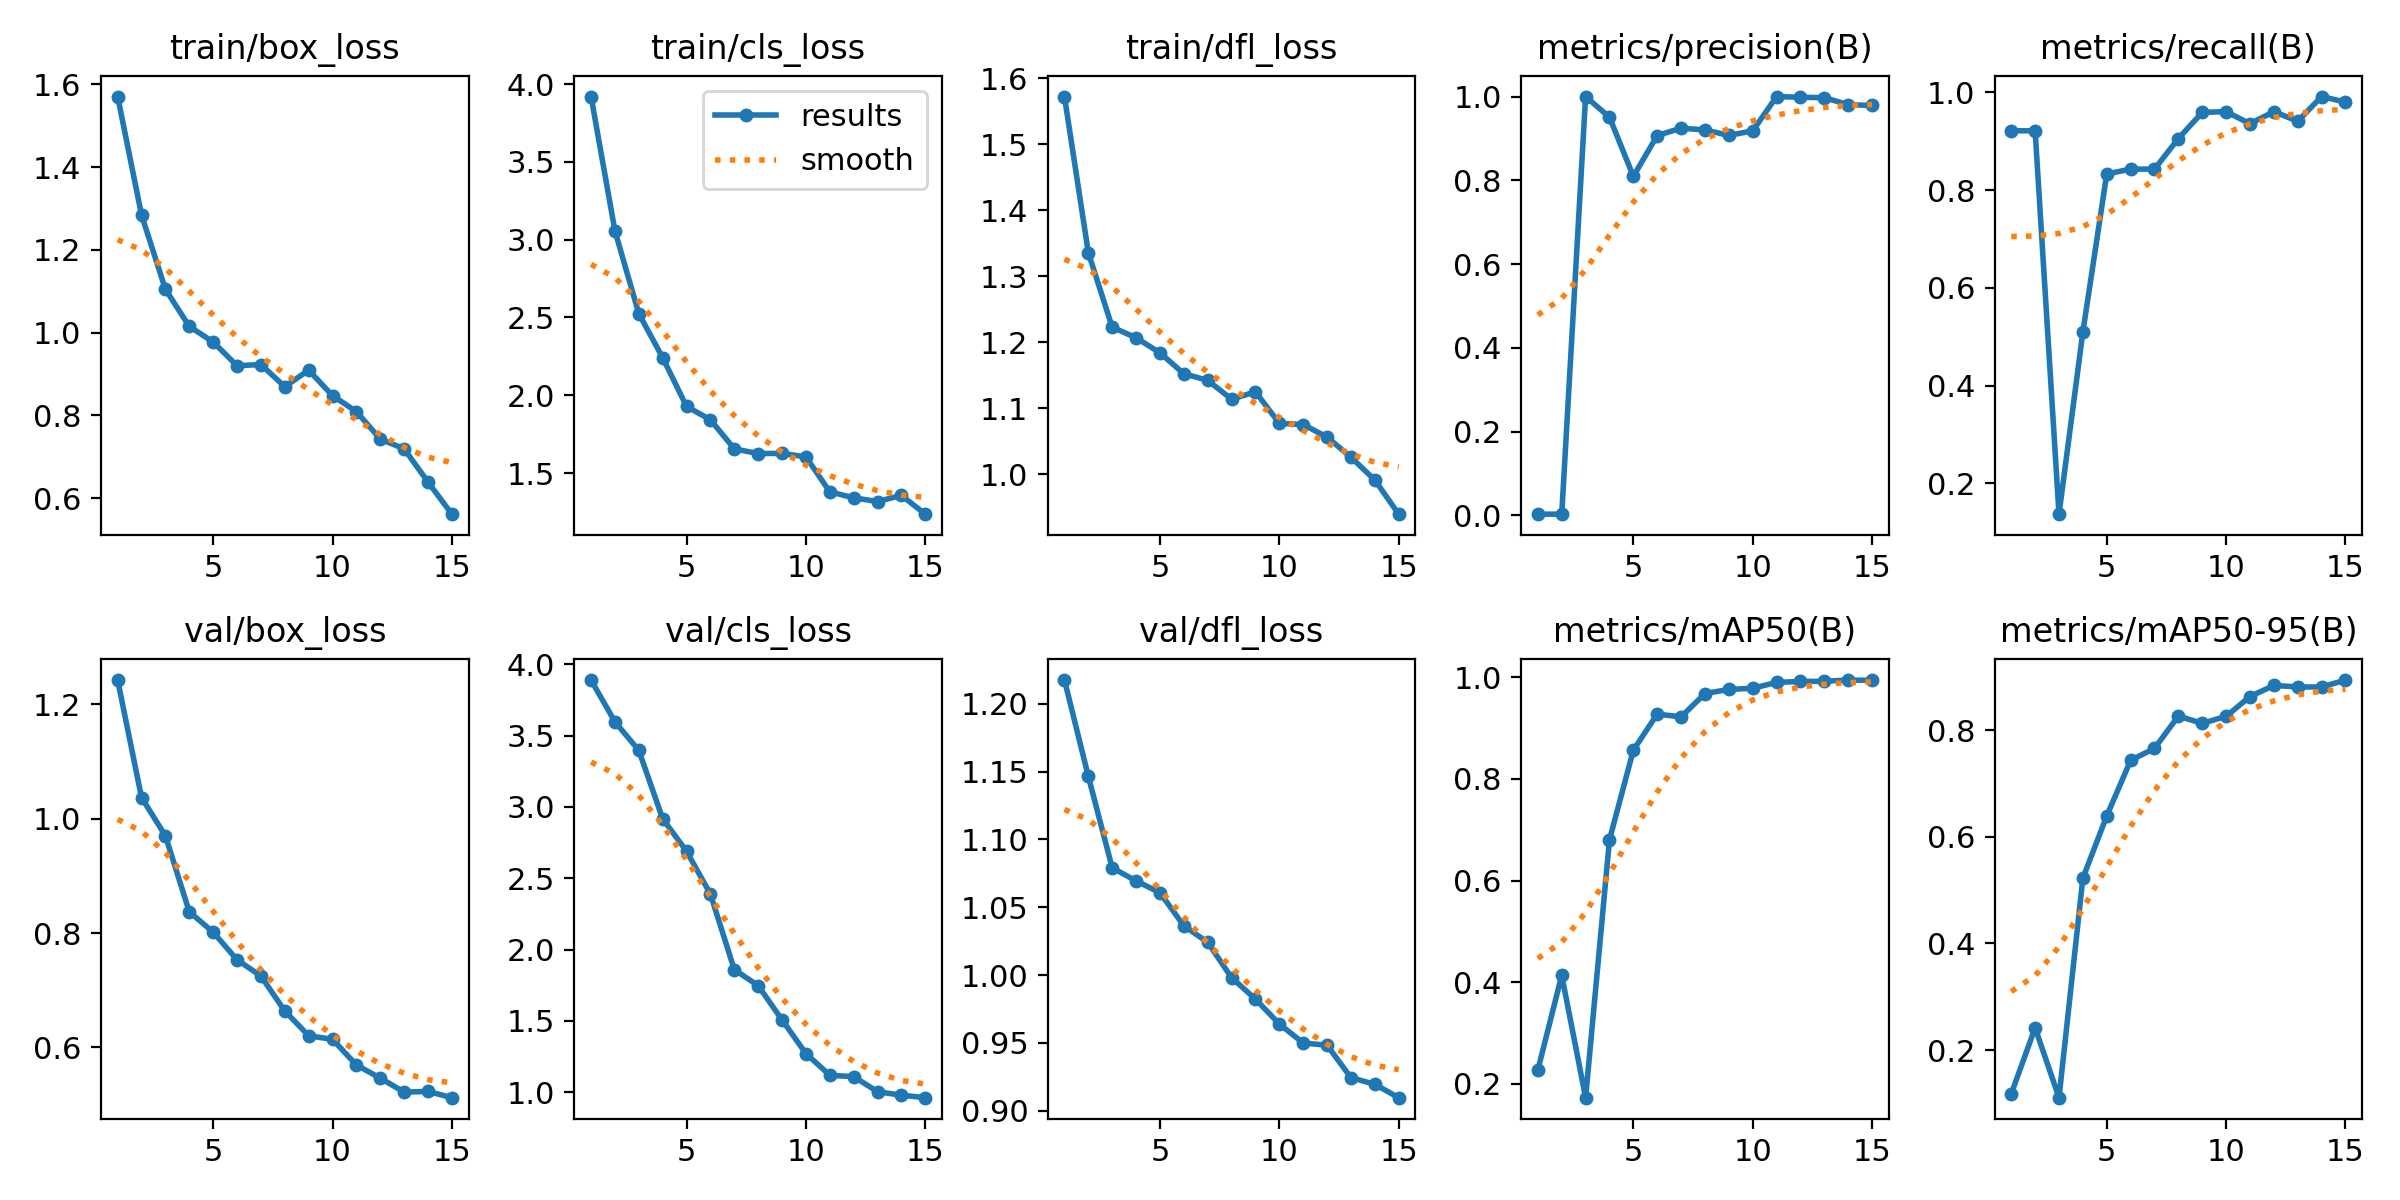 train/box_loss
1.6
1.4
1.2
1.0
0.8
0.6
5 10 15
train/cls_loss
results
smooth
4.0
3.5
3.0
2.5
2.0
1.5
5 10 15
train/dfl_loss
1.6
1.5
1.4
1.3
1.2
1.1
1.0
5 10 15
metrics/precision(B)
1.0
0.8
0.6
0.4
0.2
0.0
5 10 15
metrics/recall(B)
1.0
0.8
0.6
0.4
0.2
5 10 15
val/box_loss
1.2
1.0
0.8
0.6
5 10 15
val/cls_loss
4.0
3.5
3.0
2.5
2.0
1.5
1.0
5 10 15
val/dfl_loss
1.20
1.15
1.10
1.05
1.00
0.95
0.90
5 10 15
metrics/mAP50(B)
1.0
0.8
0.6
0.4
0.2
5 10 15
metrics/mAP50-95(B)
0.8
0.6
0.4
0.2
5 10 15